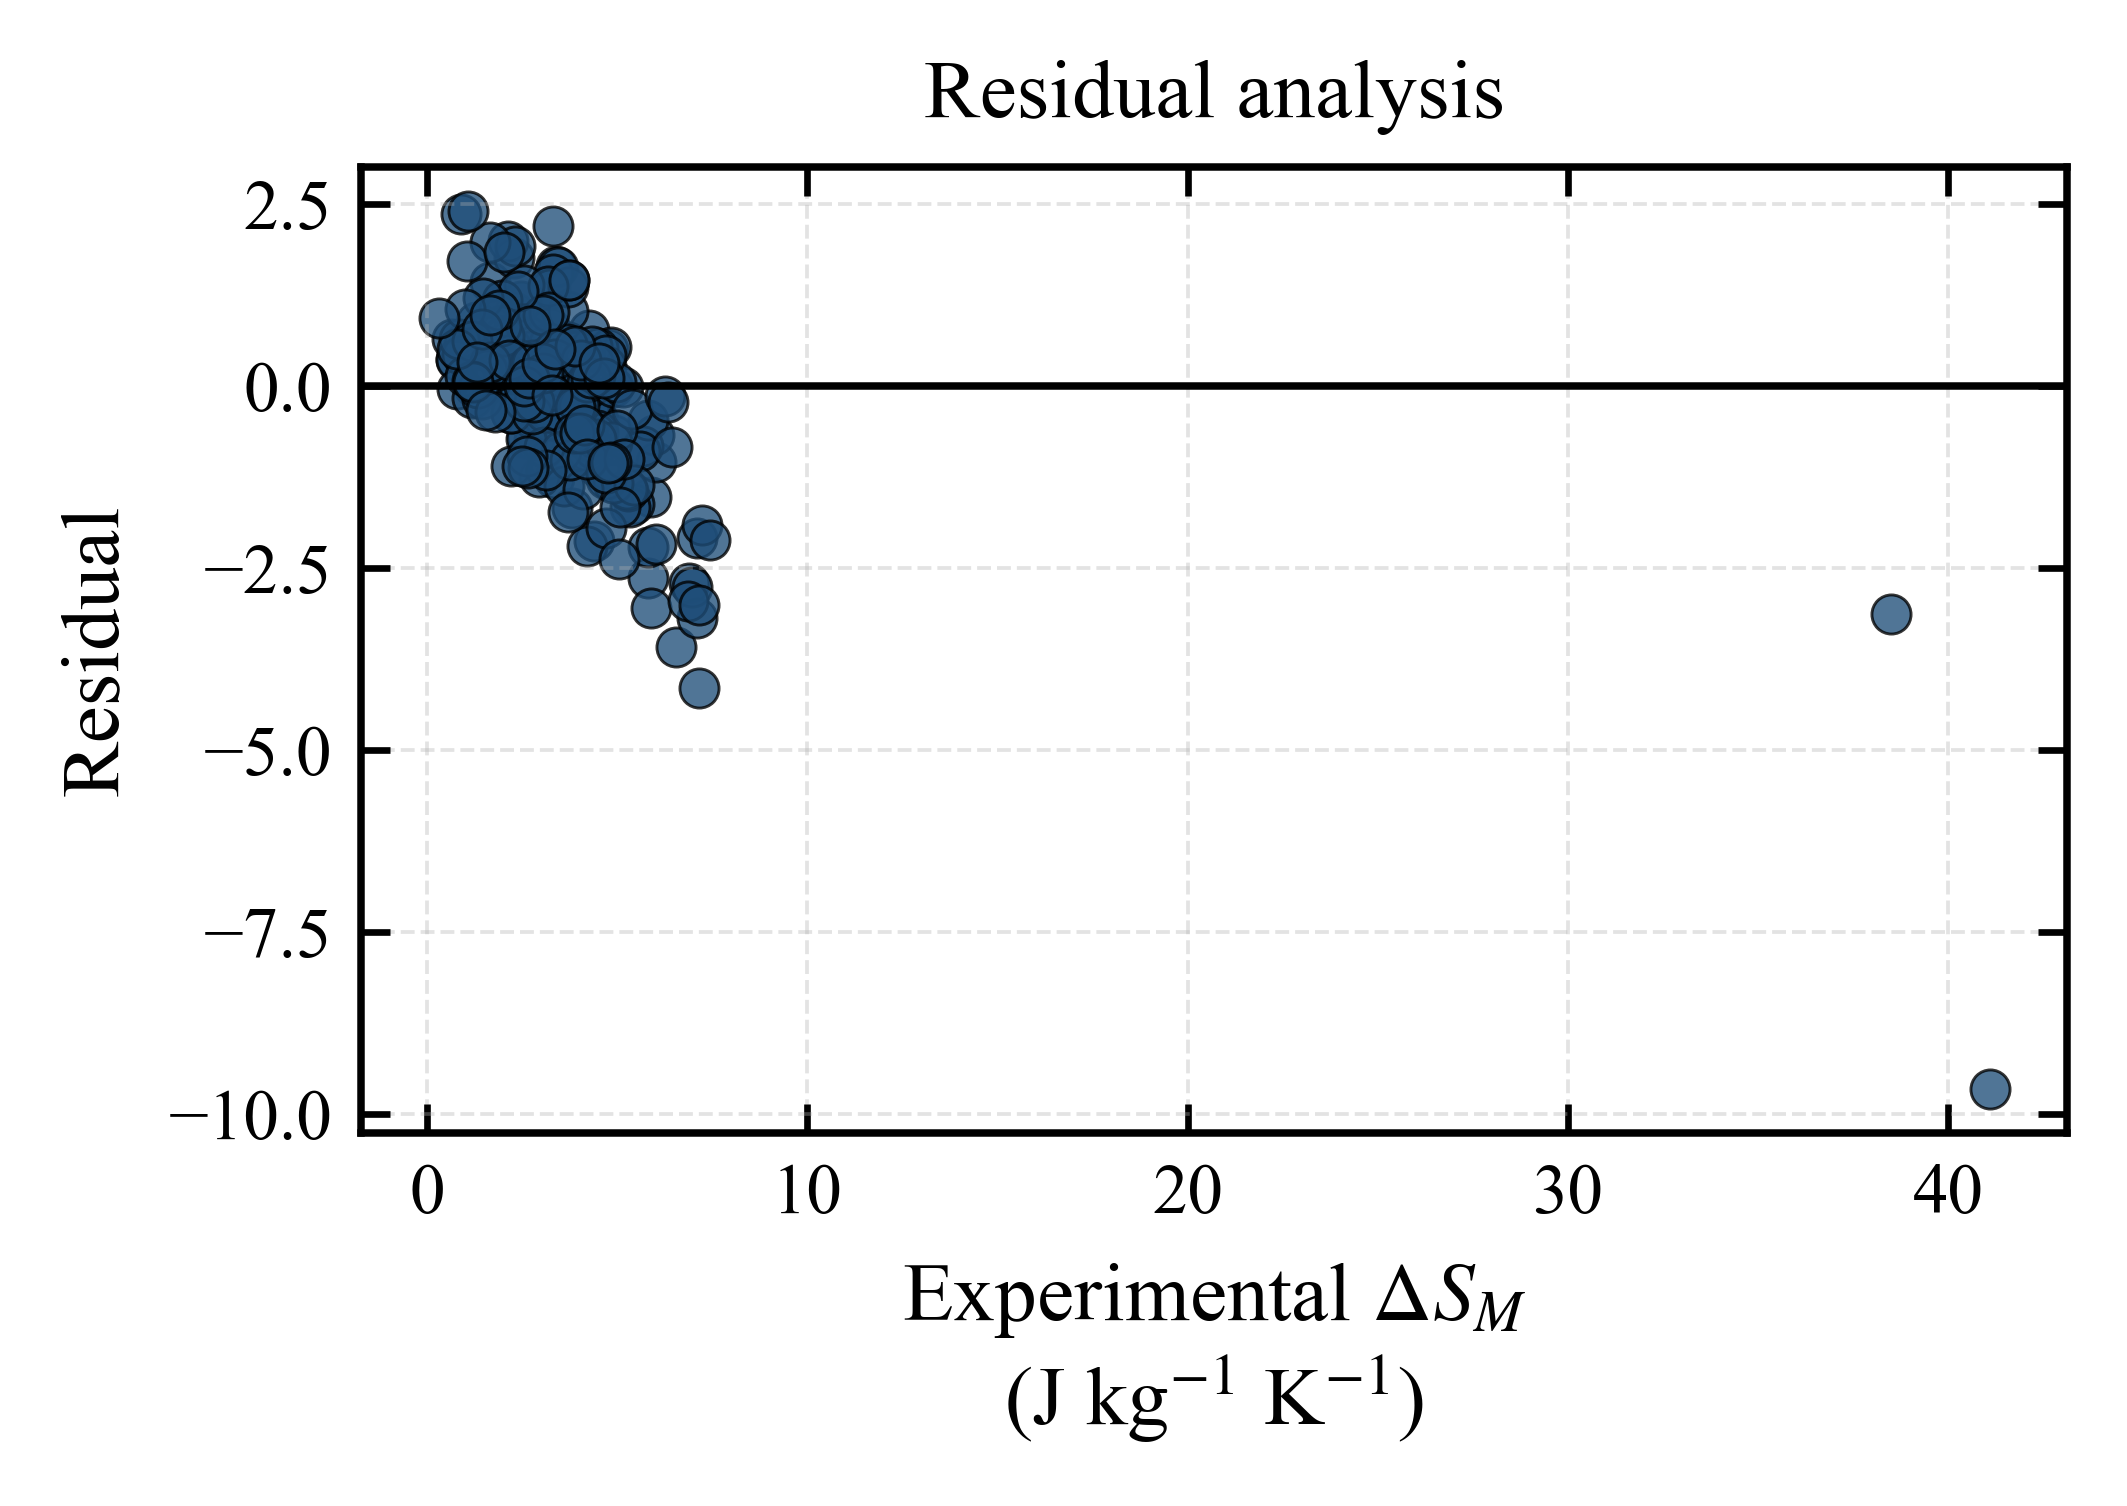 Residual analysis
2.5
0.0
−2.5
−5.0
−7.5
−10.0
Residual
0 10 20 30 40
Experimental ΔS_M
(J kg⁻¹ K⁻¹)